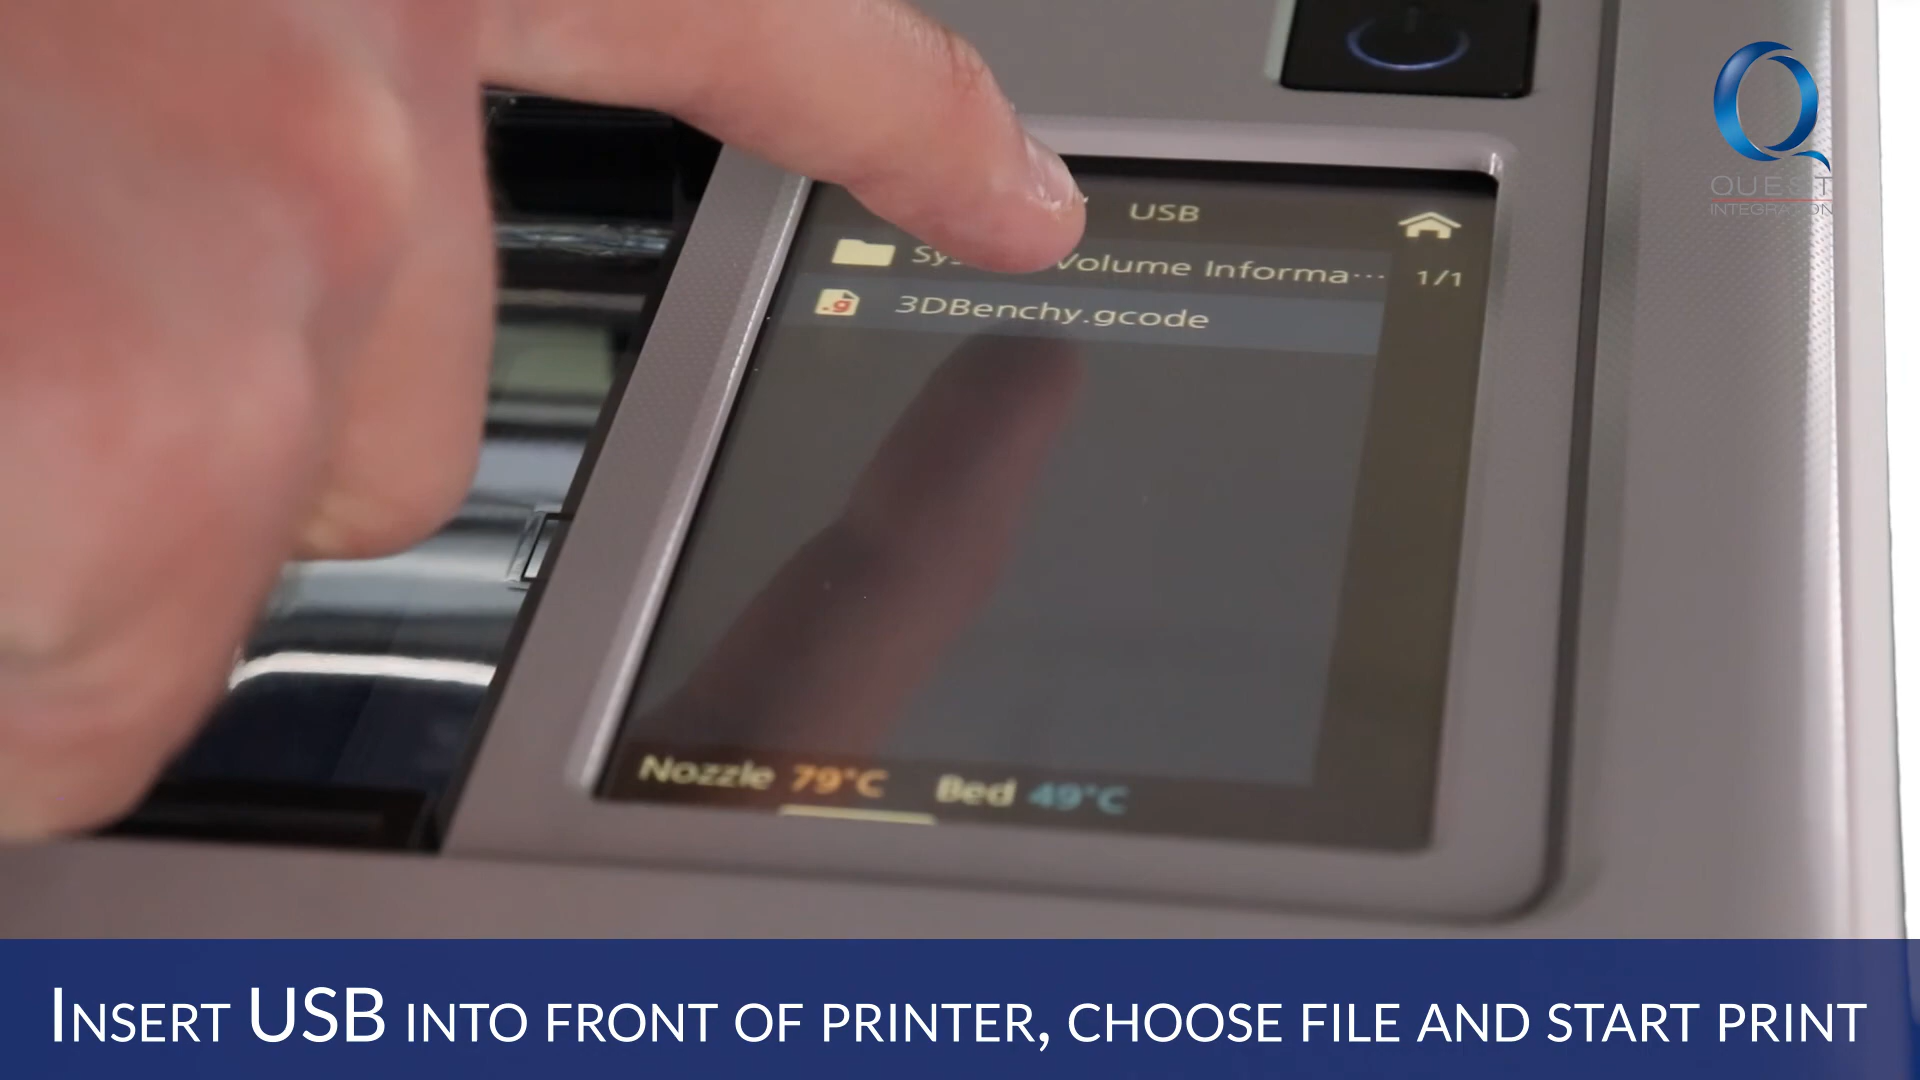 QUEST
INTEGRATION
USB
Volume Informa···
1/1
.g
3DBenchy.gcode
Nozzle 79°C Bed 49°C
Insert USB into front of printer, choose file and start print